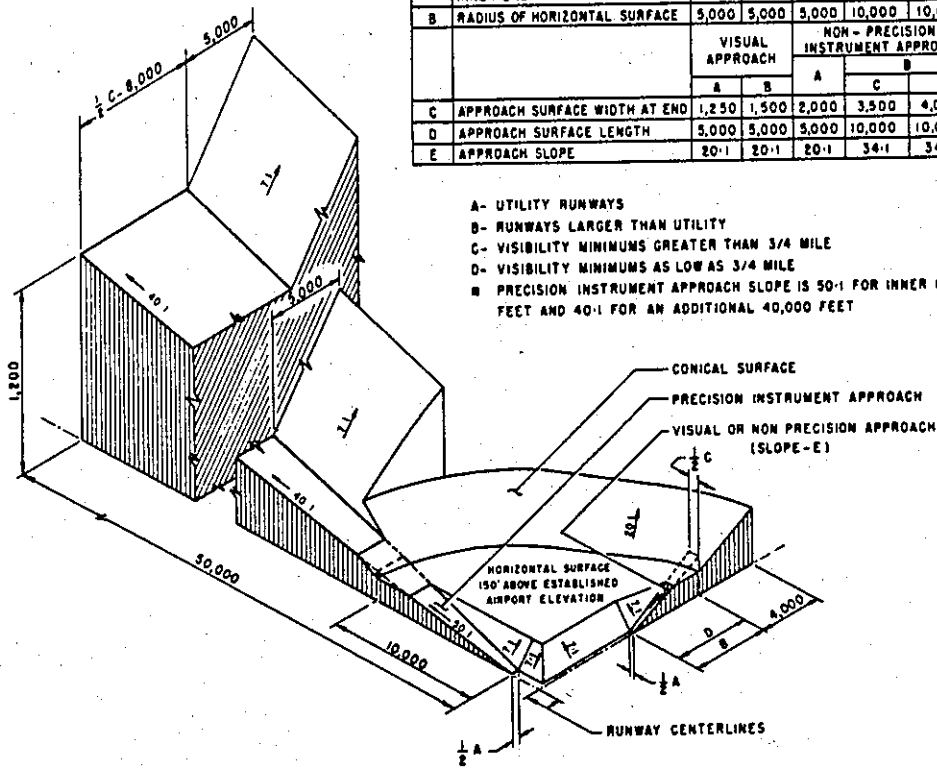 B RADIUS OF HORIZONTAL SURFACE 5,000 5,000 5,000 10,000
VISUAL APPROACH
NON-PRECISION
INSTRUMENT
A B
A
B
C
C APPROACH SURFACE WIDTH AT END 1,250 1,500 2,000 3,500
D APPROACH SURFACE LENGTH 5,000 5,000 5,000 10,000
E APPROACH SLOPE 20:1 20:1 20:1 34:1
A- UTILITY RUNWAYS
B- RUNWAYS LARGER THAN UTILITY
C- VISIBILITY MINIMUMS GREATER THAN 3/4 MILE
D- VISIBILITY MINIMUMS AS LOW AS 3/4 MILE
PRECISION INSTRUMENT APPROACH SLOPE IS 50:1 FOR INNER
FEET AND 40:1 FOR AN ADDITIONAL 40,000 FEET
5,000
½ C-8,000
7:1
40:1
5,000
1,200
CONICAL SURFACE
PRECISION INSTRUMENT APPROACH
VISUAL OR NON PRECISION APPROACH
(SLOPE-E)
½ C
7:1
40:1
20:1
HORIZONTAL SURFACE
150' ABOVE ESTABLISHED
AIRPORT ELEVATION
50,000
50:1
10,000
7:1
7:1
7:1
7:1
4,000
D
B
½ A
RUNWAY CENTERLINES
½ A